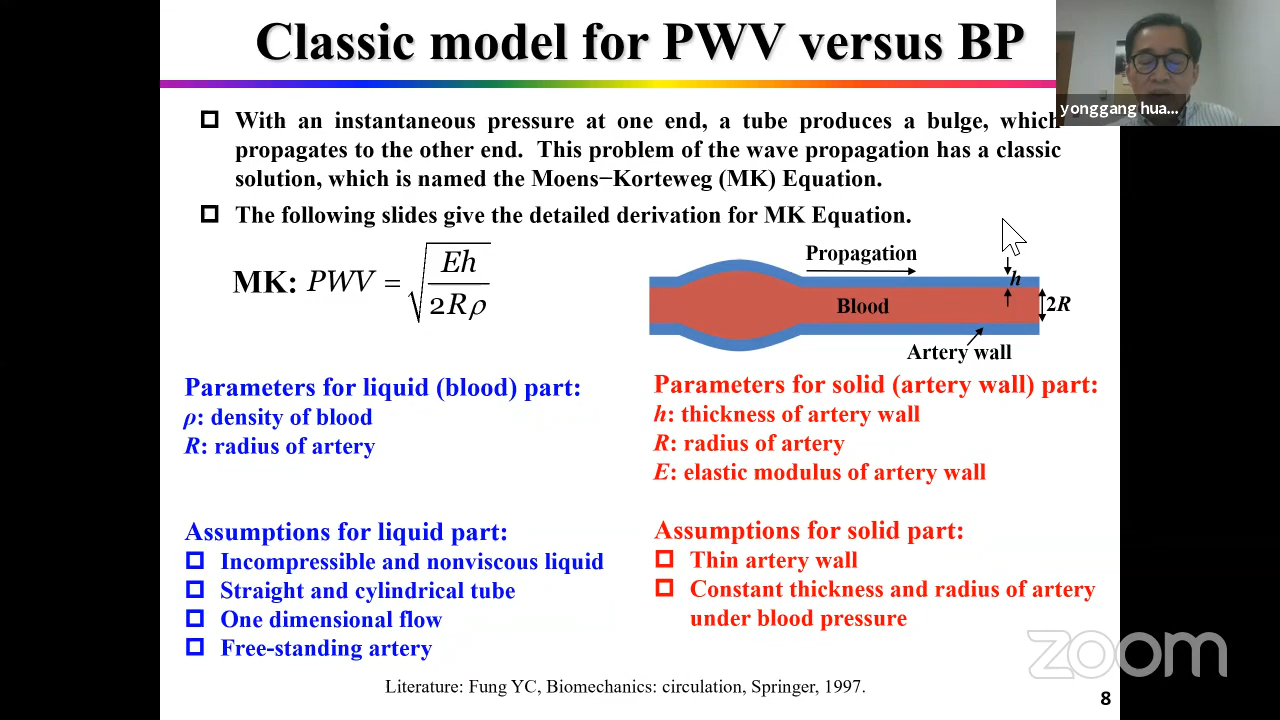 Classic model for PWV versus BP
yonggang hua...
With an instantaneous pressure at one end, a tube produces a bulge, which
propagates to the other end. This problem of the wave propagation has a classic
solution, which is named the Moens−Korteweg (MK) Equation.
The following slides give the detailed derivation for MK Equation.
MK: PWV = √(Eh / 2Rρ)
Propagation
h
Blood
2R
Artery wall
Parameters for liquid (blood) part:
ρ: density of blood
R: radius of artery
Parameters for solid (artery wall) part:
h: thickness of artery wall
R: radius of artery
E: elastic modulus of artery wall
Assumptions for liquid part:
Incompressible and nonviscous liquid
Straight and cylindrical tube
One dimensional flow
Free-standing artery
Assumptions for solid part:
Thin artery wall
Constant thickness and radius of artery
under blood pressure
zoom
Literature: Fung YC, Biomechanics: circulation, Springer, 1997.
8